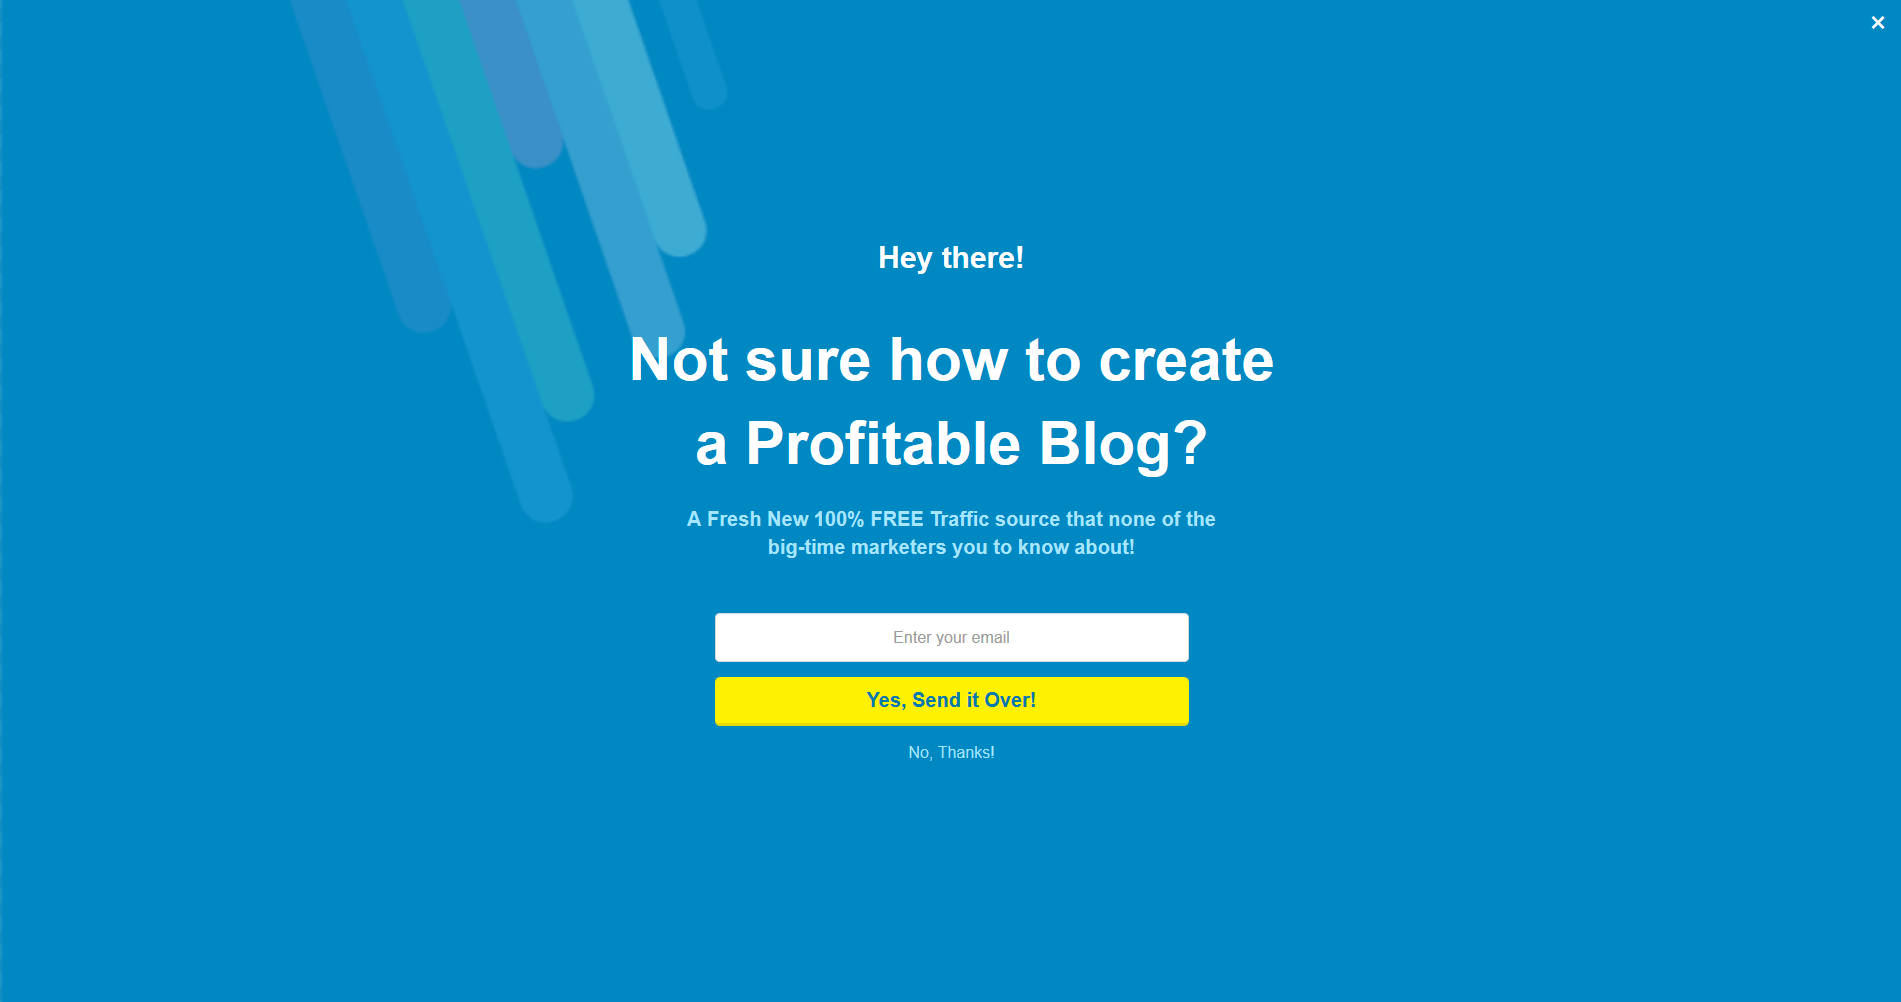 Hey there!
Not sure how to create
a Profitable Blog?
A Fresh New 100% FREE Traffic source that none of the
big-time marketers you to know about!
Enter your email
Yes, Send it Over!
No, Thanks!